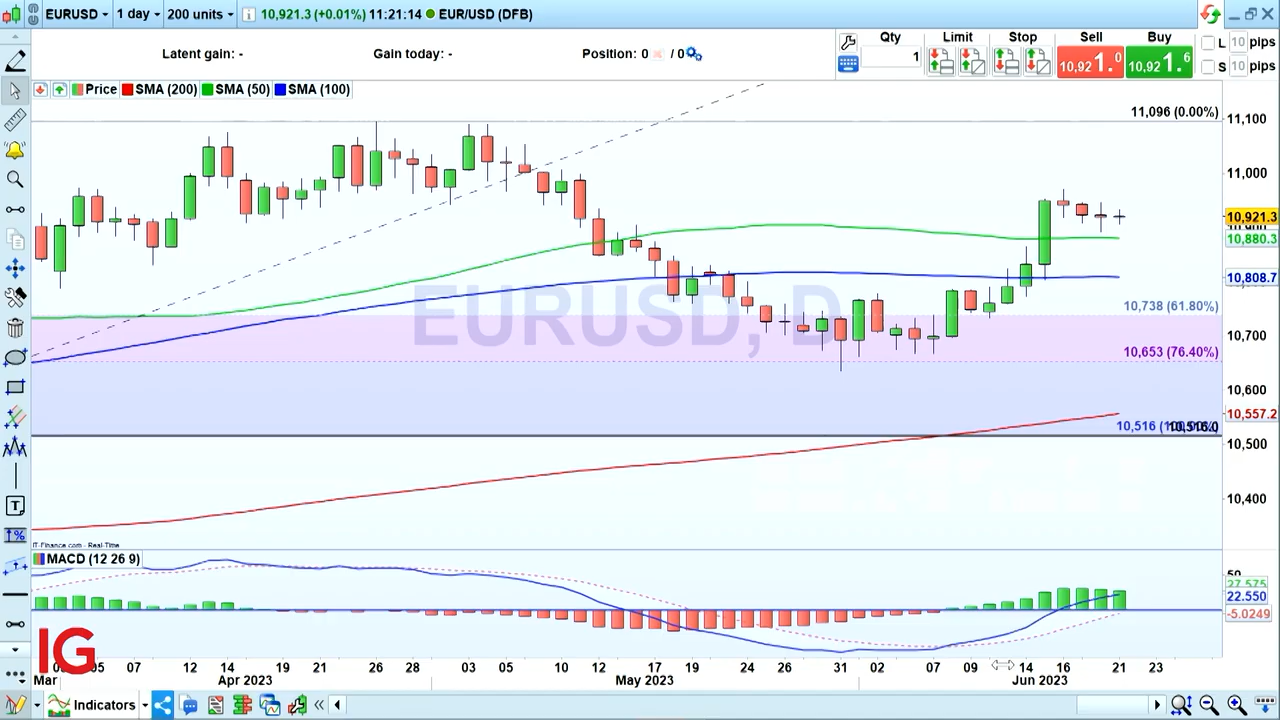 EURUSD 1 day 200 units i 10,921.3 (+0.01%) 11:21:14 EUR/USD (DFB)
Latent gain: - Gain today: - Position: 0 / 0
Qty Limit Stop Sell Buy
1 10,92 1.0 10,92 1.6
L 10 pips
S 10 pips
Price SMA (200) SMA (50) SMA (100)
11,096 (0.00%)
11,100
11,000
10,921.3
10,880.3
EURUSD, D
10,808.7
10,738 (61.80%)
10,700
10,653 (76.40%)
10,600
10,557.2
10,516
10,500
10,400
IT-Finance.com - Real-Time
MACD (12 26 9)
50
27.575
22.550
-5.0249
IG
05 07 12 14 19 21 26 28 03 05 10 12 17 19 24 26 31 02 07 09 14 16 21 23
Mar Apr 2023 May 2023 Jun 2023
Indicators